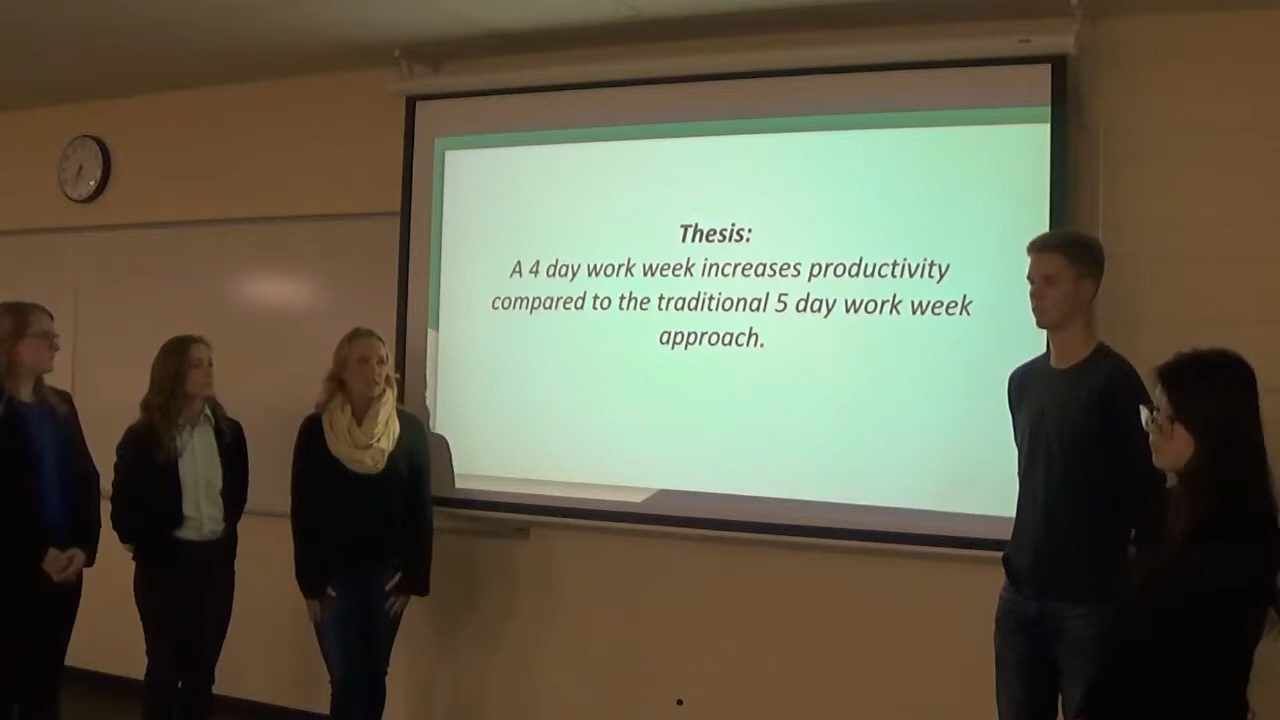 Thesis:
A 4 day work week increases productivity
compared to the traditional 5 day work week
approach.